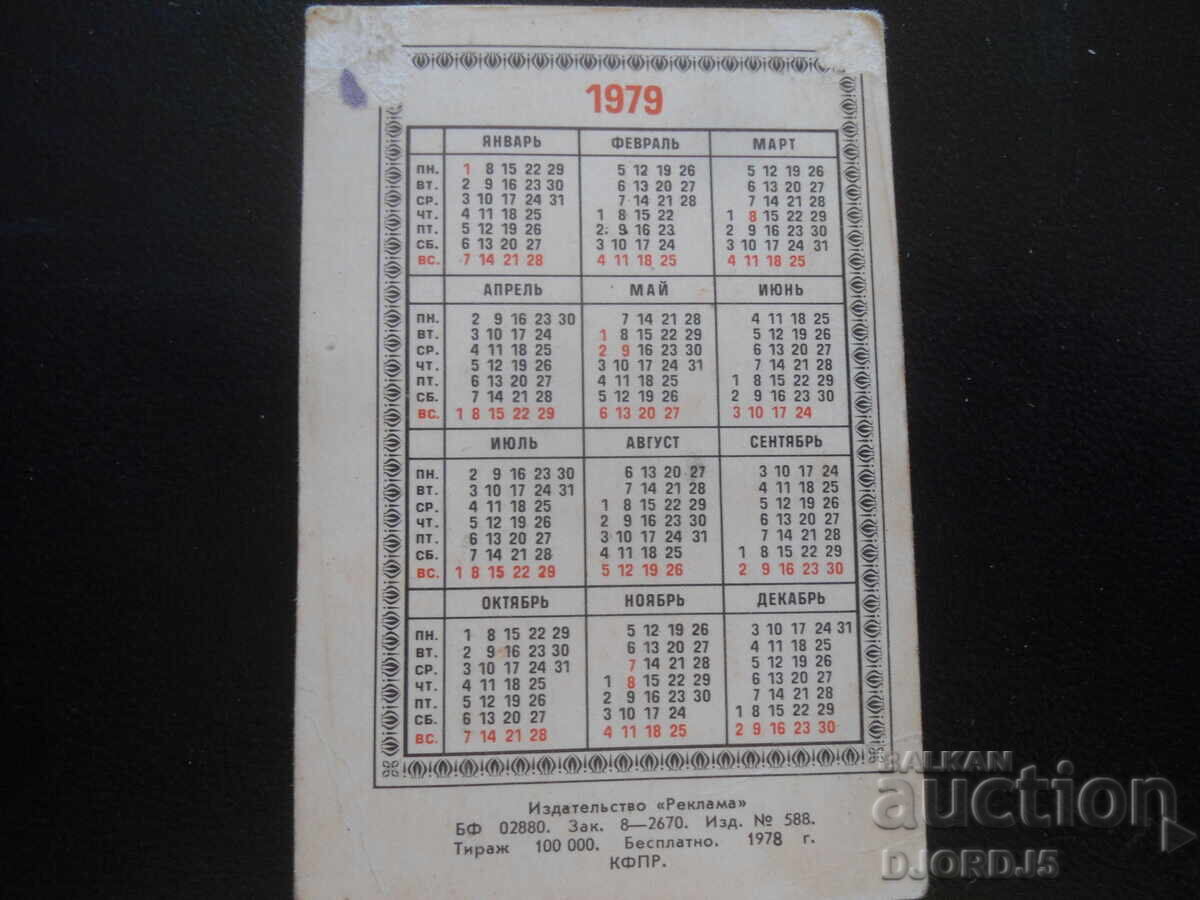 1979
ЯНВАРЬ ФЕВРАЛЬ МАРТ
ПН. 1 8 15 22 29 5 12 19 26 5 12 19 26
ВТ. 2 9 16 23 30 6 13 20 27 6 13 20 27
СР. 3 10 17 24 31 7 14 21 28 7 14 21 28
ЧТ. 4 11 18 25 1 8 15 22 1 8 15 22 29
ПТ. 5 12 19 26 2 9 16 23 2 9 16 23 30
СБ. 6 13 20 27 3 10 17 24 3 10 17 24 31
ВС. 7 14 21 28 4 11 18 25 4 11 18 25
АПРЕЛЬ МАЙ ИЮНЬ
ПН. 2 9 16 23 30 7 14 21 28 4 11 18 25
ВТ. 3 10 17 24 1 8 15 22 29 5 12 19 26
СР. 4 11 18 25 2 9 16 23 30 6 13 20 27
ЧТ. 5 12 19 26 3 10 17 24 31 7 14 21 28
ПТ. 6 13 20 27 4 11 18 25 1 8 15 22 29
СБ. 7 14 21 28 5 12 19 26 2 9 16 23 30
ВС. 1 8 15 22 29 6 13 20 27 3 10 17 24
ИЮЛЬ АВГУСТ СЕНТЯБРЬ
ПН. 2 9 16 23 30 6 13 20 27 3 10 17 24
ВТ. 3 10 17 24 31 7 14 21 28 4 11 18 25
СР. 4 11 18 25 1 8 15 22 29 5 12 19 26
ЧТ. 5 12 19 26 2 9 16 23 30 6 13 20 27
ПТ. 6 13 20 27 3 10 17 24 31 7 14 21 28
СБ. 7 14 21 28 4 11 18 25 1 8 15 22 29
ВС. 1 8 15 22 29 5 12 19 26 2 9 16 23 30
ОКТЯБРЬ НОЯБРЬ ДЕКАБРЬ
ПН. 1 8 15 22 29 5 12 19 26 3 10 17 24 31
ВТ. 2 9 16 23 30 6 13 20 27 4 11 18 25
СР. 3 10 17 24 31 7 14 21 28 5 12 19 26
ЧТ. 4 11 18 25 1 8 15 22 29 6 13 20 27
ПТ. 5 12 19 26 2 9 16 23 30 7 14 21 28
СБ. 6 13 20 27 3 10 17 24 1 8 15 22 29
ВС. 7 14 21 28 4 11 18 25 2 9 16 23 30
Издательство «Реклама»
БФ 02880. Зак. 8—2670. Изд. № 588.
Тираж 100 000. Бесплатно. 1978 г.
КФПР.
BALKAN
auction
DJORDJ5